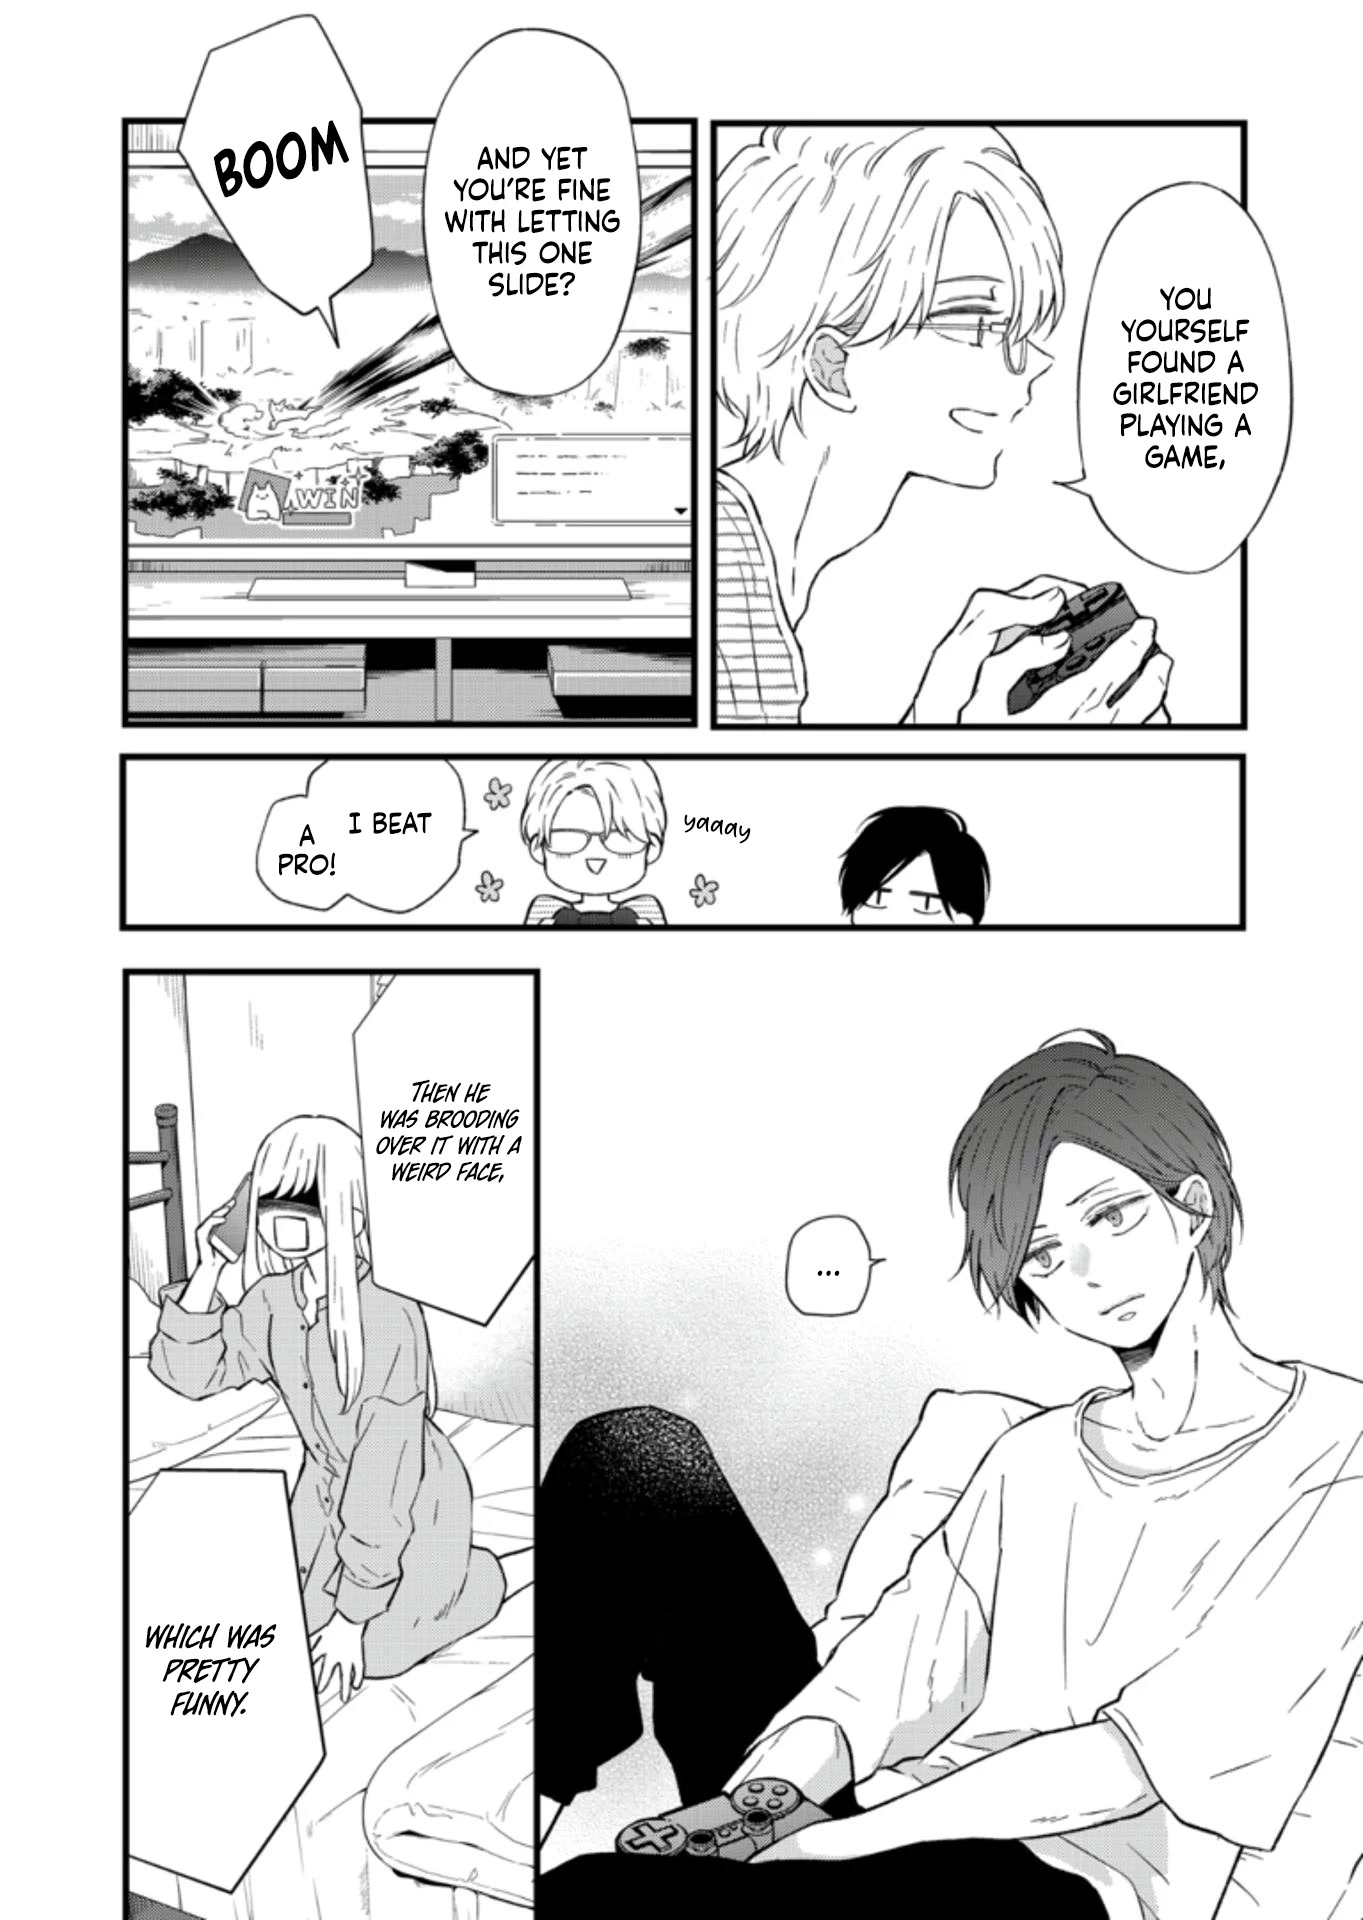 YOU
YOURSELF
FOUND A
GIRLFRIEND
PLAYING A
GAME,
AND YET
YOU'RE FINE
WITH LETTING
THIS ONE
SLIDE?
BOOM
WIN
yaaay
I BEAT
A
PRO!
...
THEN HE
WAS BROODING
OVER IT WITH A
WEIRD FACE,
WHICH WAS
PRETTY
FUNNY.